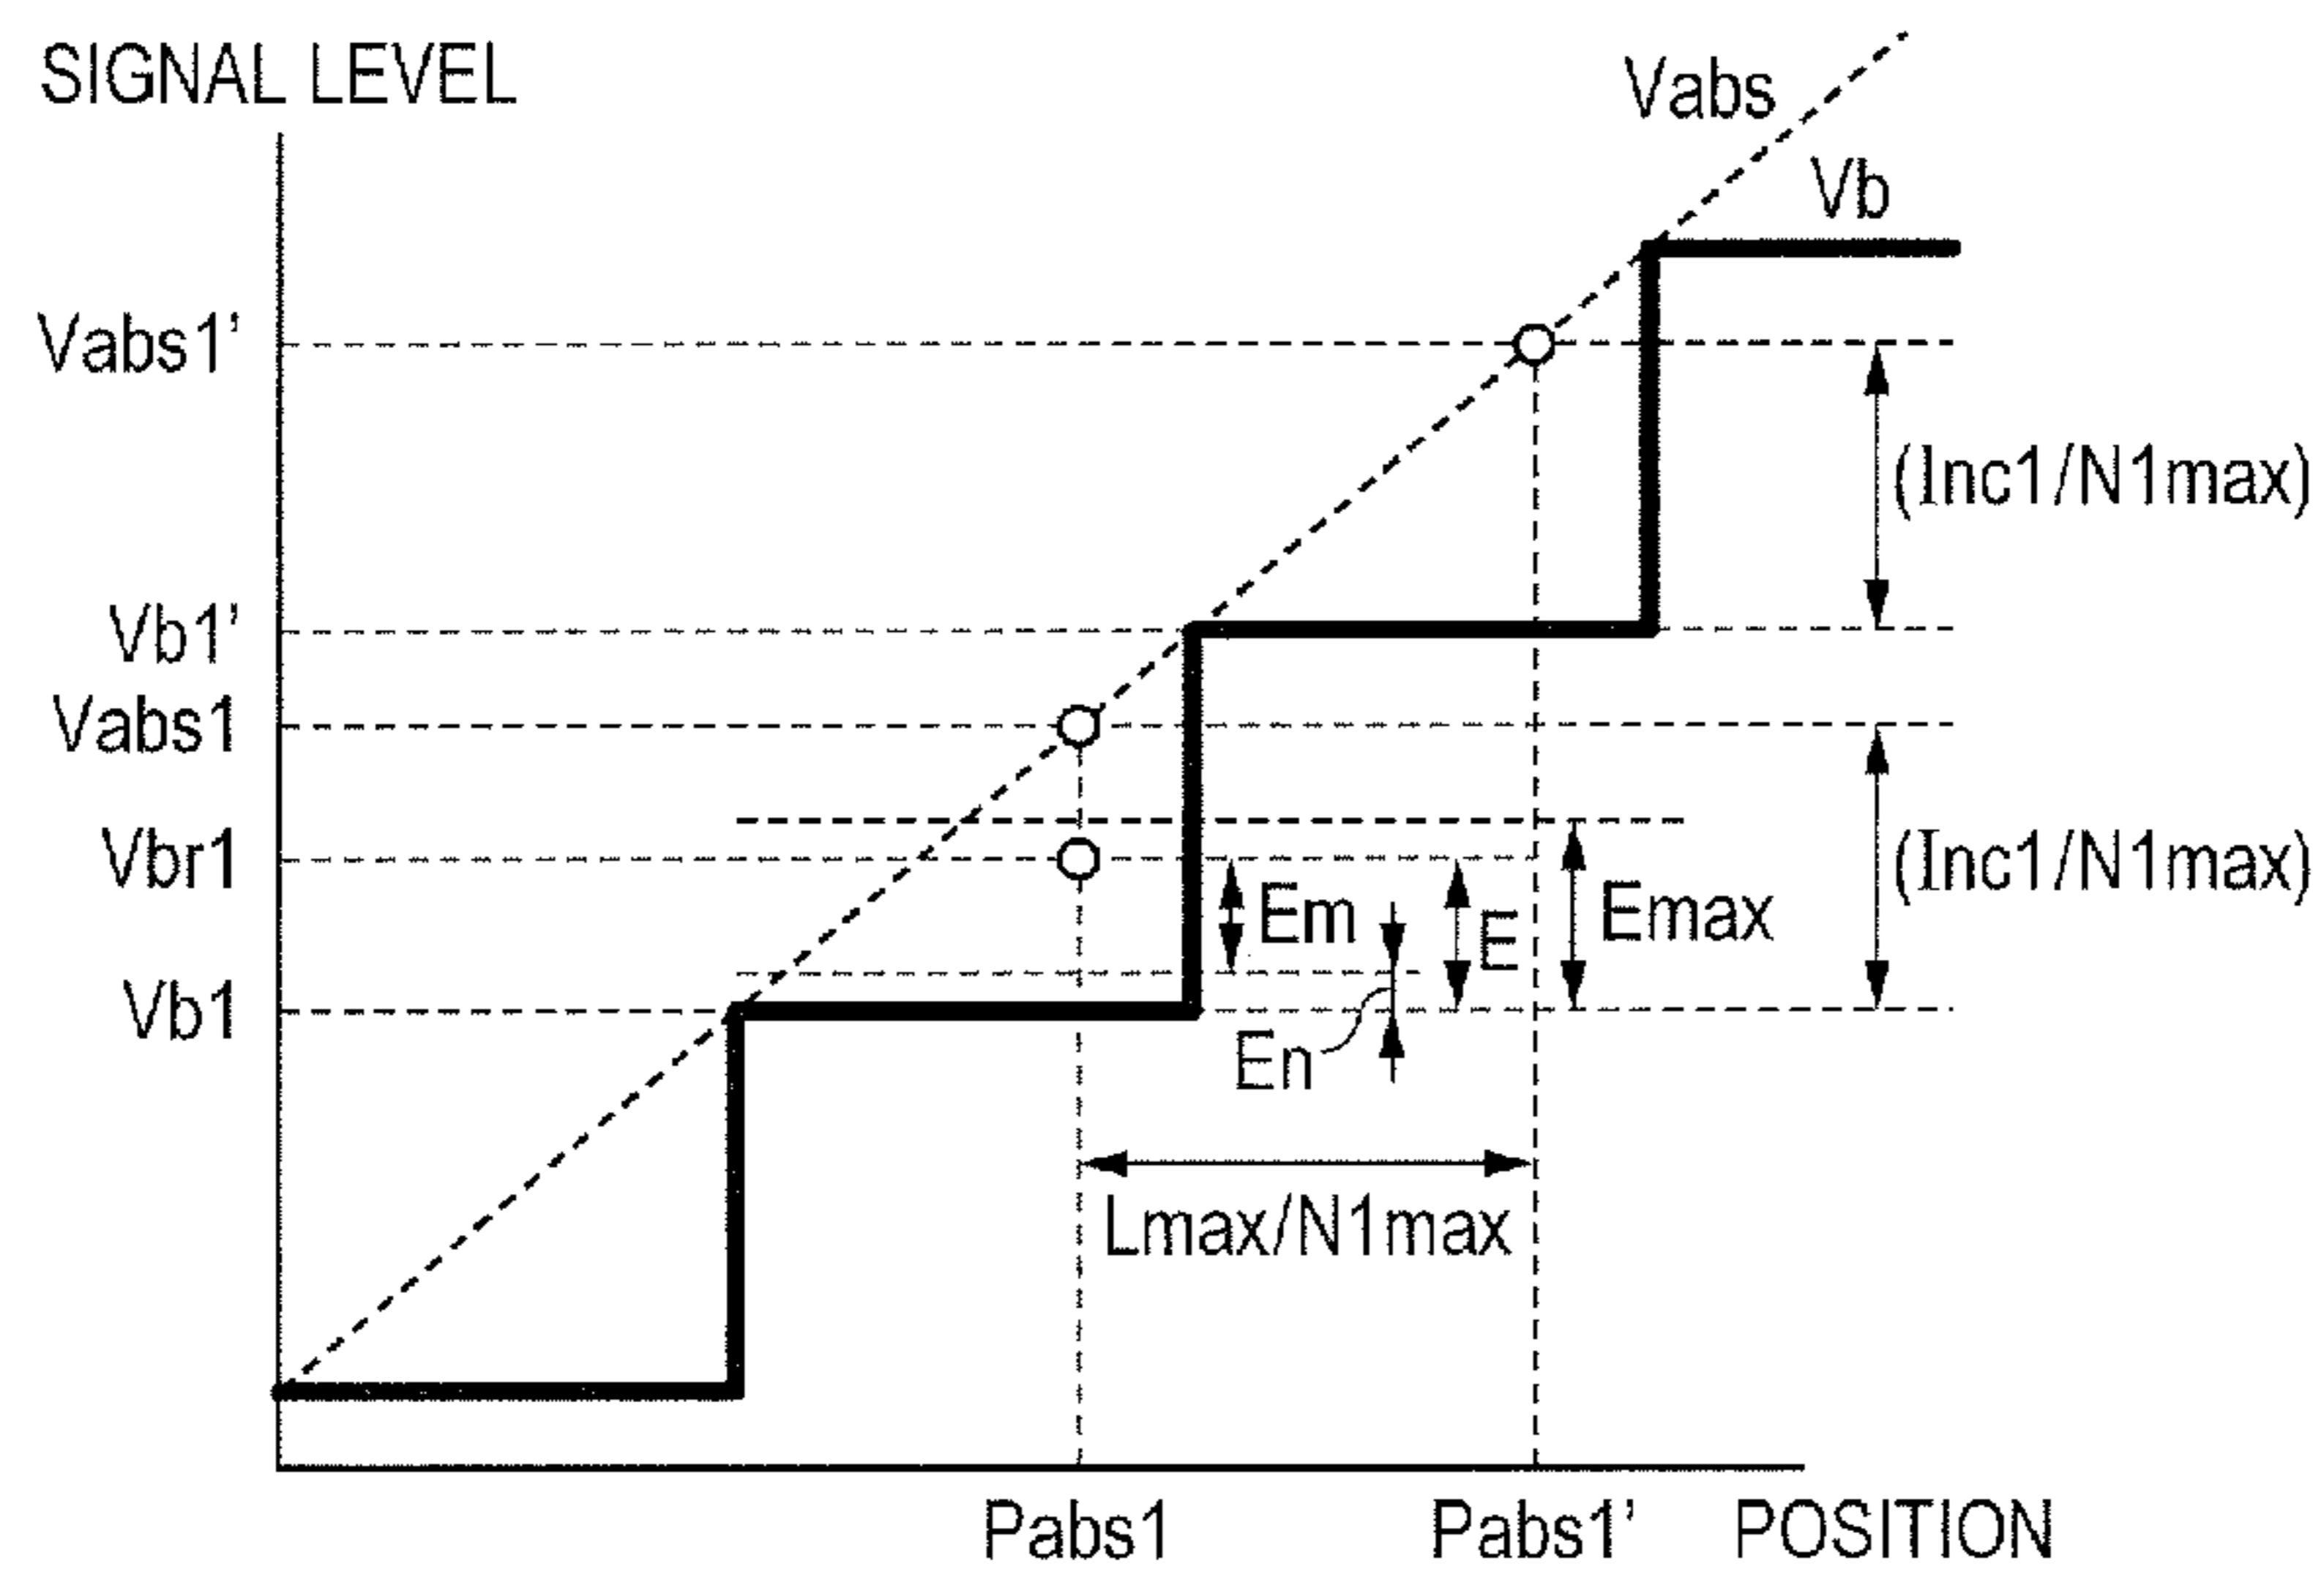 SIGNAL LEVEL
Vabs
Vb
Vabs1’
(Inc1/N1max)
Vb1’
Vabs1
Vbr1
(Inc1/N1max)
Em
E
Emax
Vb1
En
Lmax/N1max
Pabs1
Pabs1’
POSITION